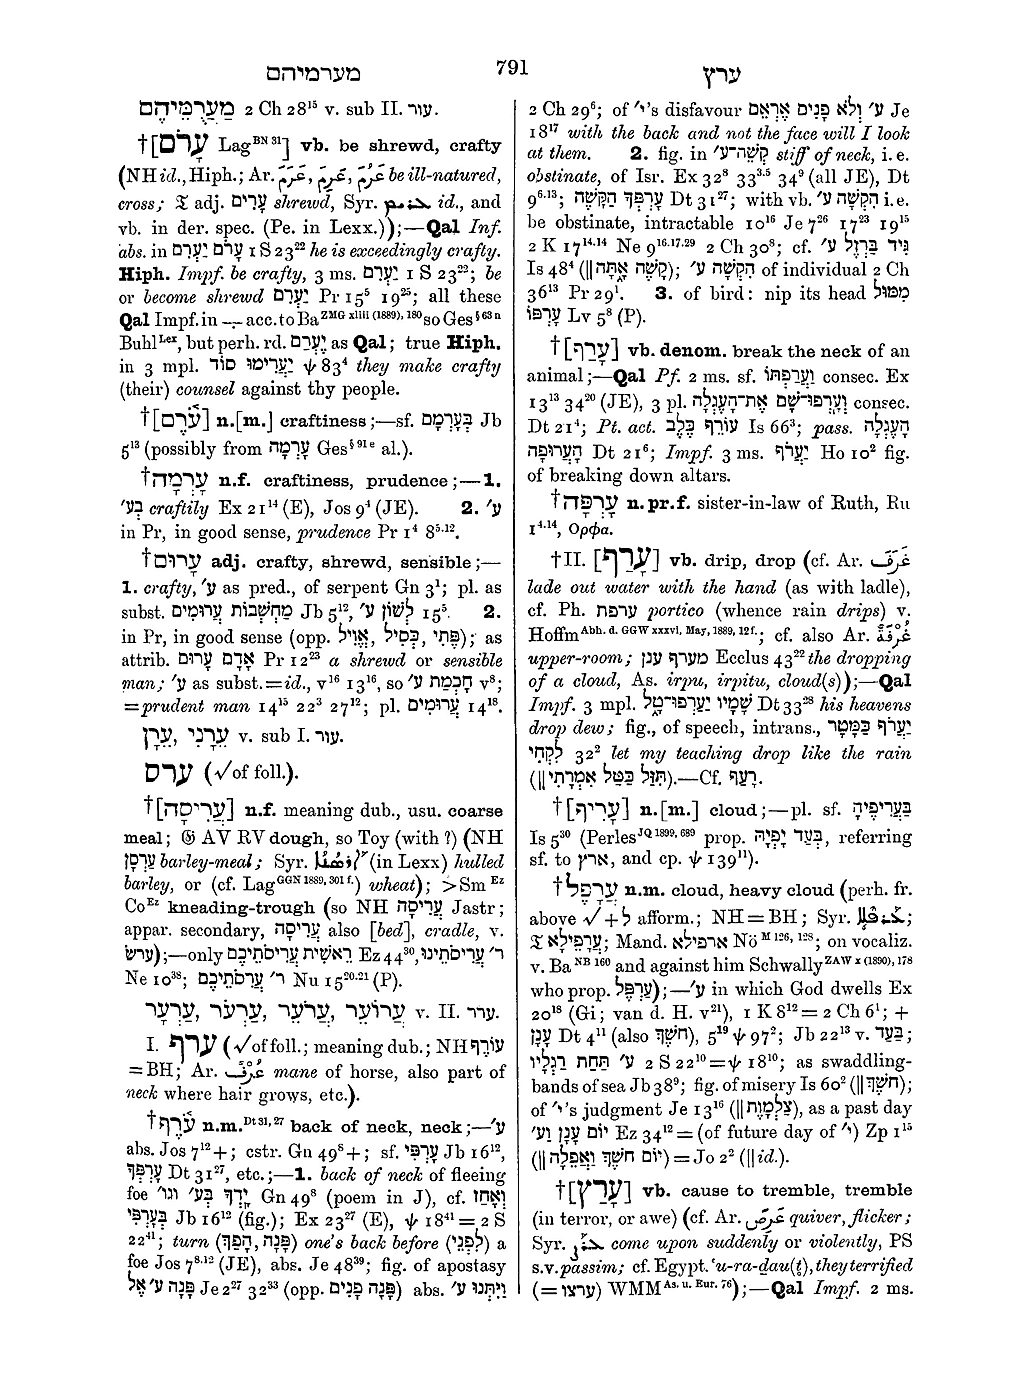 מערמיהם
791
ערץ
מַעֲרֻמֵּיהֶם 2 Ch 28¹⁵ v. sub II. עור.
†[עָרֹם Lag^BN 31] vb. be shrewd, crafty
(NH id., Hiph.; Ar. عَرُمَ, عَرِمَ, عَرَمَ be ill-natured,
cross; 𝔗 adj. עָרִים shrewd, Syr. id., and
vb. in der. spec. (Pe. in Lexx.));—Qal Inf.
abs. in עָרֹם יַעְרִם 1 S 23²² he is exceedingly crafty.
Hiph. Impf. be crafty, 3 ms. יַעְרִם 1 S 23²²; be
or become shrewd יַעְרִם Pr 15⁵ 19²⁵; all these
Qal Impf. in acc. to Ba^ZMG xliii (1889), 180 so Ges^§ 63 n
Buhl^Lex, but perh. rd. יַעְרֹם as Qal; true Hiph.
in 3 mpl. יַעֲרִימוּ סוֹד ψ 83⁴ they make crafty
(their) counsel against thy people.
†[עֹרֶם] n.[m.] craftiness;—sf. בְּעָרְמָם Jb
5¹³ (possibly from עָרְמָה Ges^§ 91 e al.).
†עָרְמָה n.f. craftiness, prudence;—1.
בְעָ׳ craftily Ex 21¹⁴ (E), Jos 9⁴ (JE). 2. ע׳
in Pr, in good sense, prudence Pr 1⁴ 8⁵·¹².
†עָרוּם adj. crafty, shrewd, sensible;—
1. crafty, ע׳ as pred., of serpent Gn 3¹; pl. as
subst. מַחְשְׁבוֹת עֲרוּמִים Jb 5¹², לְשׁוֹן ע׳ 15⁵. 2.
in Pr, in good sense (opp. פֶּתִי, כְּסִיל, אֱוִיל); as
attrib. אָדָם עָרוּם Pr 12²³ a shrewd or sensible
man; ע׳ as subst. = id., v¹⁶ 13¹⁶, so חָכְמַת ע׳ v⁸;
= prudent man 14¹⁵ 22³ 27¹²; pl. עֲרוּמִים 14¹⁸.
עֵרָנִי, עֵרָן v. sub I. עור.
ערס (√of foll.).
†[עֲרִיסָה] n.f. meaning dub., usu. coarse
meal; 𝔊 AV RV dough, so Toy (with ?) (NH
עַרְסָן barley-meal; Syr. (in Lexx) hulled
barley, or (cf. Lag^GGN 1889, 301 f.) wheat); > Sm^Ez
Co^Ez kneading-trough (so NH עֲרִיסָה Jastr;
appar. secondary, עֲרִיסָה also [bed], cradle, v.
ערשׂ);—only רֵאשִׁית עֲרִיסֹתֵיכֶם Ez 44³⁰, ר׳ עֲרִיסֹתֵינוּ
Ne 10³⁸; ר׳ עֲרִסֹתֵיכֶם Nu 15²⁰·²¹ (P).
עֲרוֹעֵר, עֲרֹעֵר, עַרְעֹר, עַרְעָר v. II. ערר.
I. ערף (√of foll.; meaning dub.; NH עוֹרֶף
= BH; Ar. عُرْف mane of horse, also part of
neck where hair grows, etc.).
†עֹרֶף n.m.^Dt 31, 27 back of neck, neck;—ע׳
abs. Jos 7¹² +; cstr. Gn 49⁸ +; sf. עָרְפִּי Jb 16¹²,
עָרְפְּךָ Dt 31²⁷, etc.;—1. back of neck of fleeing
foe יָדְךָ בְּעֹ׳ וגו׳ Gn 49⁸ (poem in J), cf. וְאָחַז
בְּעָרְפִּי Jb 16¹² (fig.); Ex 23²⁷ (E), ψ 18⁴¹ = 2 S
22⁴¹; turn (פָּנָה, הָפַךְ) one's back before (לִפְנֵי) a
foe Jos 7⁸·¹² (JE), abs. Je 48³⁹; fig. of apostasy
פָּנָה ע׳ אֶל Je 2²⁷ 32³³ (opp. פָּנָה פָנִים) abs. וַיִּתְּנוּ ע׳
2 Ch 29⁶; of י׳'s disfavour ע׳ וְלֹא פָנִים אֶרְאֵם Je
18¹⁷ with the back and not the face will I look
at them. 2. fig. in קְשֵׁה־ע׳ stiff of neck, i.e.
obstinate, of Isr. Ex 32⁸ 33³·⁵ 34⁹ (all JE), Dt
9⁶·¹³; עָרְפְּךָ הַקָּשֶׁה Dt 31²⁷; with vb. הִקְשָׁה ע׳ i.e.
be obstinate, intractable 10¹⁶ Je 7²⁶ 17²³ 19¹⁵
2 K 17¹⁴·¹⁴ Ne 9¹⁶·¹⁷·²⁹ 2 Ch 30⁸; cf. גִּיד בַּרְזֶל ע׳
Is 48⁴ (‖ קָשֶׁה אַתָּה); הִקְשָׁה ע׳ of individual 2 Ch
36¹³ Pr 29¹. 3. of bird: nip its head מִמּוּל
עָרְפּוֹ Lv 5⁸ (P).
†[עָרַף] vb. denom. break the neck of an
animal;—Qal Pf. 2 ms. sf. וַעֲרַפְתּוֹ consec. Ex
13¹³ 34²⁰ (JE), 3 pl. וְעָרְפוּ־שָׁם אֶת־הָעֶגְלָה consec.
Dt 21⁴; Pt. act. עוֹרֵף כֶּלֶב Is 66³; pass. הָעֶגְלָה
הָעֲרוּפָה Dt 21⁶; Impf. 3 ms. יַעֲרֹף Ho 10² fig.
of breaking down altars.
†עָרְפָּה n.pr.f. sister-in-law of Ruth, Ru
1⁴·¹⁴, Ορφα.
†II. [עָרַף] vb. drip, drop (cf. Ar. غَرَفَ
lade out water with the hand (as with ladle),
cf. Ph. ערפת portico (whence rain drips) v.
Hoffm^Abh. d. GGW xxxvi, May, 1889, 12f.; cf. also Ar. غُرْفَةٌ
upper-room; מערף ענן Ecclus 43²² the dropping
of a cloud, As. irpu, irpitu, cloud(s));—Qal
Impf. 3 mpl. שָׁמָיו יַעַרְפוּ־טָל Dt 33²⁸ his heavens
drop dew; fig., of speech, intrans., יַעֲרֹף כַּמָּטָר
לִקְחִי 32² let my teaching drop like the rain
(‖ תִּזַּל כַּטַּל אִמְרָתִי).—Cf. רָעַף.
†[עָרִיף] n.[m.] cloud;—pl. sf. בַּעֲרִיפֶיהָ
Is 5³⁰ (Perles^JQ 1899, 689 prop. בְּעַד יָפְיָהּ, referring
sf. to ארץ, and cp. ψ 139¹¹).
†עֲרָפֶל n.m. cloud, heavy cloud (perh. fr.
above √ + ל afform.; NH = BH; Syr. ;
𝔗 עֲרָפֵילָא; Mand. ארפילא Nö^M 126, 128; on vocaliz.
v. Ba^NB 160 and against him Schwally^ZAW x (1890), 178
who prop. עַרְפֶל);—ע׳ in which God dwells Ex
20¹⁸ (Gi; van d. H. v²¹), 1 K 8¹² = 2 Ch 6¹; +
עָנָן Dt 4¹¹ (also חֹשֶׁךְ), 5¹⁹ ψ 97²; Jb 22¹³ v. בְּעַד;
ע׳ תַּחַת רַגְלָיו 2 S 22¹⁰ = ψ 18¹⁰; as swaddling-
bands of sea Jb 38⁹; fig. of misery Is 60² (‖ חֹשֶׁךְ);
of י׳'s judgment Je 13¹⁶ (‖ צַלְמָוֶת), as a past day
יוֹם עָנָן וַע׳ Ez 34¹² = (of future day of י׳) Zp 1¹⁵
(‖ יוֹם חֹשֶׁךְ וַאֲפֵלָה) = Jo 2² (‖ id.).
†[עָרַץ] vb. cause to tremble, tremble
(in terror, or awe) (cf. Ar. عَرَصَ quiver, flicker;
Syr. come upon suddenly or violently, PS
s.v. passim; cf. Egypt. ʿu-ra-ḏau(ṭ), they terrified
(= ערצו) WMM^As. u. Eur. 76);—Qal Impf. 2 ms.